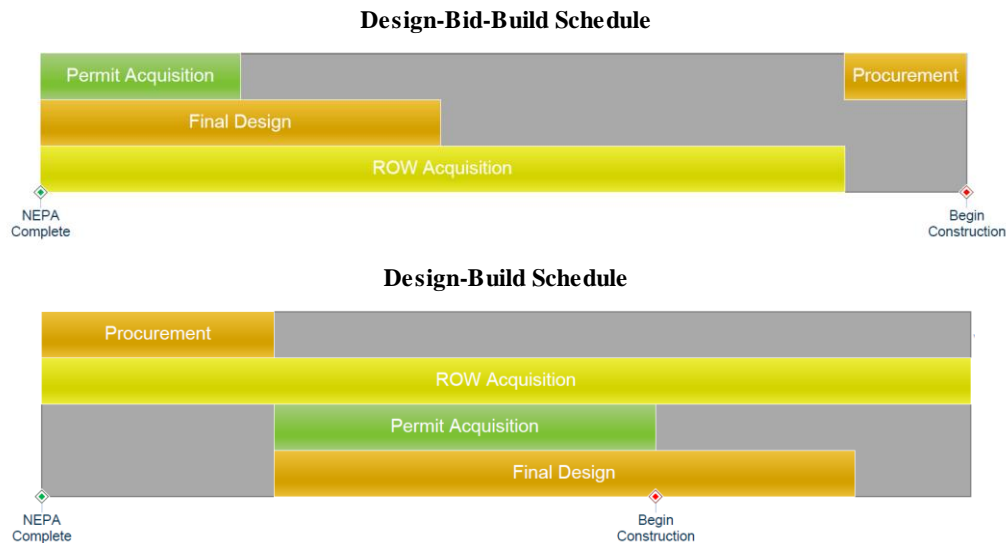 Design-Bid-Build Schedule
Permit Acquisition
Procurement
Final Design
ROW Acquisition
NEPA
Complete
Begin
Construction
Design-Build Schedule
Procurement
ROW Acquisition
Permit Acquisition
Final Design
NEPA
Complete
Begin
Construction